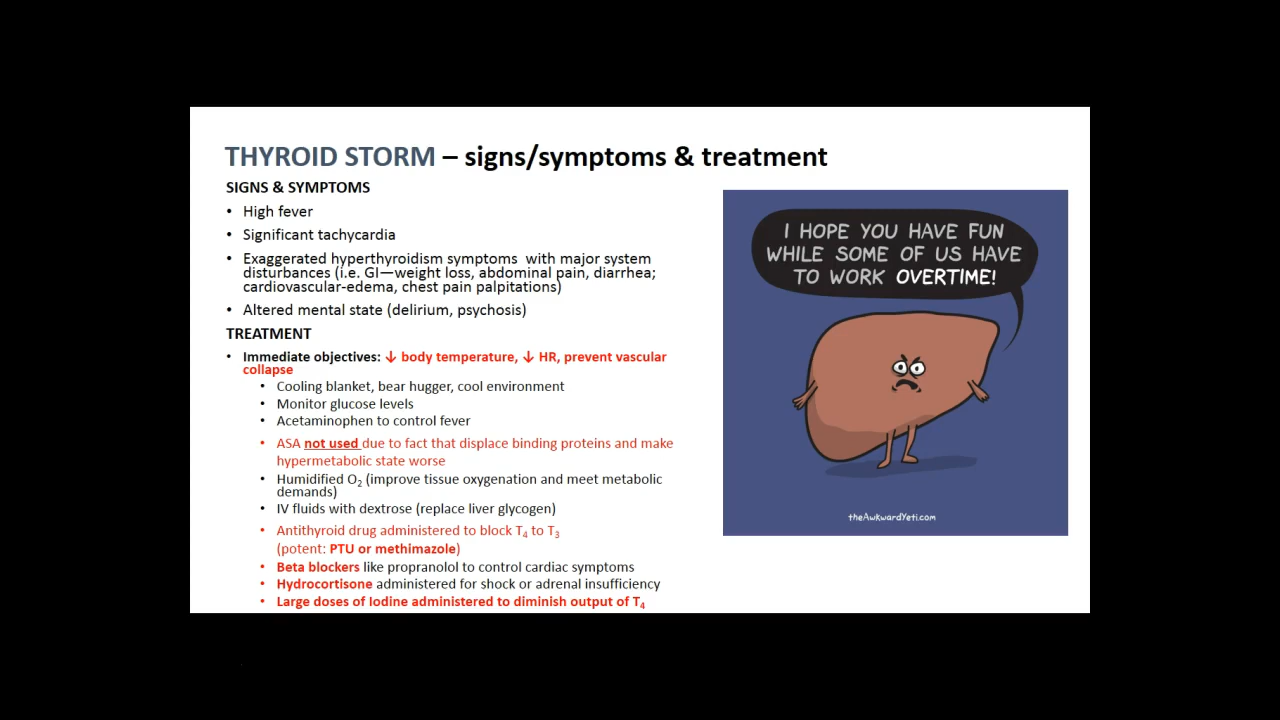 THYROID STORM – signs/symptoms & treatment
SIGNS & SYMPTOMS
• High fever
• Significant tachycardia
• Exaggerated hyperthyroidism symptoms with major system
disturbances (i.e. GI—weight loss, abdominal pain, diarrhea;
cardiovascular-edema, chest pain palpitations)
• Altered mental state (delirium, psychosis)
TREATMENT
• Immediate objectives: ↓ body temperature, ↓ HR, prevent vascular
collapse
• Cooling blanket, bear hugger, cool environment
• Monitor glucose levels
• Acetaminophen to control fever
• ASA not used due to fact that displace binding proteins and make
hypermetabolic state worse
• Humidified O₂ (improve tissue oxygenation and meet metabolic
demands)
• IV fluids with dextrose (replace liver glycogen)
• Antithyroid drug administered to block T₄ to T₃
(potent: PTU or methimazole)
• Beta blockers like propranolol to control cardiac symptoms
• Hydrocortisone administered for shock or adrenal insufficiency
• Large doses of Iodine administered to diminish output of T₄
I HOPE YOU HAVE FUN
WHILE SOME OF US HAVE
TO WORK OVERTIME!
theAwkwardYeti.com